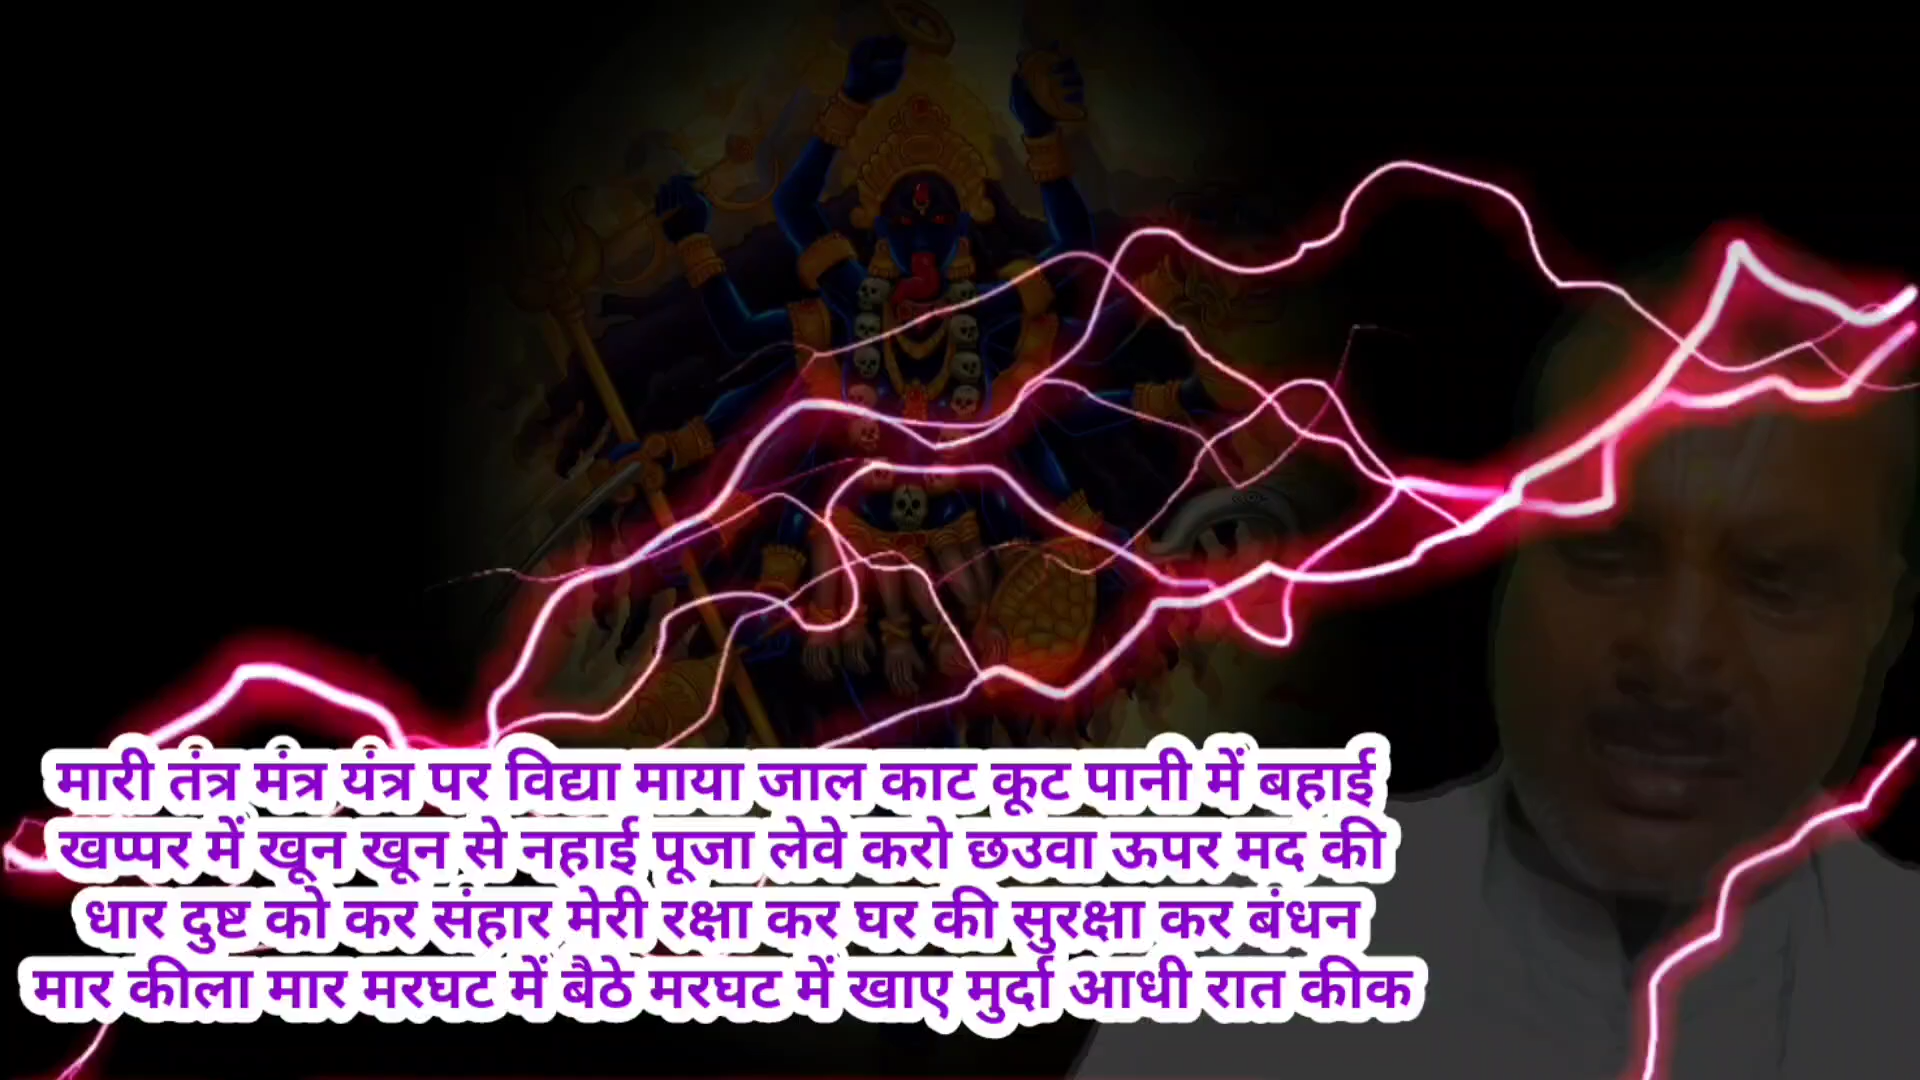 मारी तंत्र मंत्र यंत्र पर विद्या माया जाल काट कूट पानी में बहाई
खप्पर में खून खून से नहाई पूजा लेवे करो छउवा ऊपर मद की
धार दुष्ट को कर संहार मेरी रक्षा कर घर की सुरक्षा कर बंधन
मार कीला मार मरघट में बैठे मरघट में खाए मुर्दा आधी रात कीक